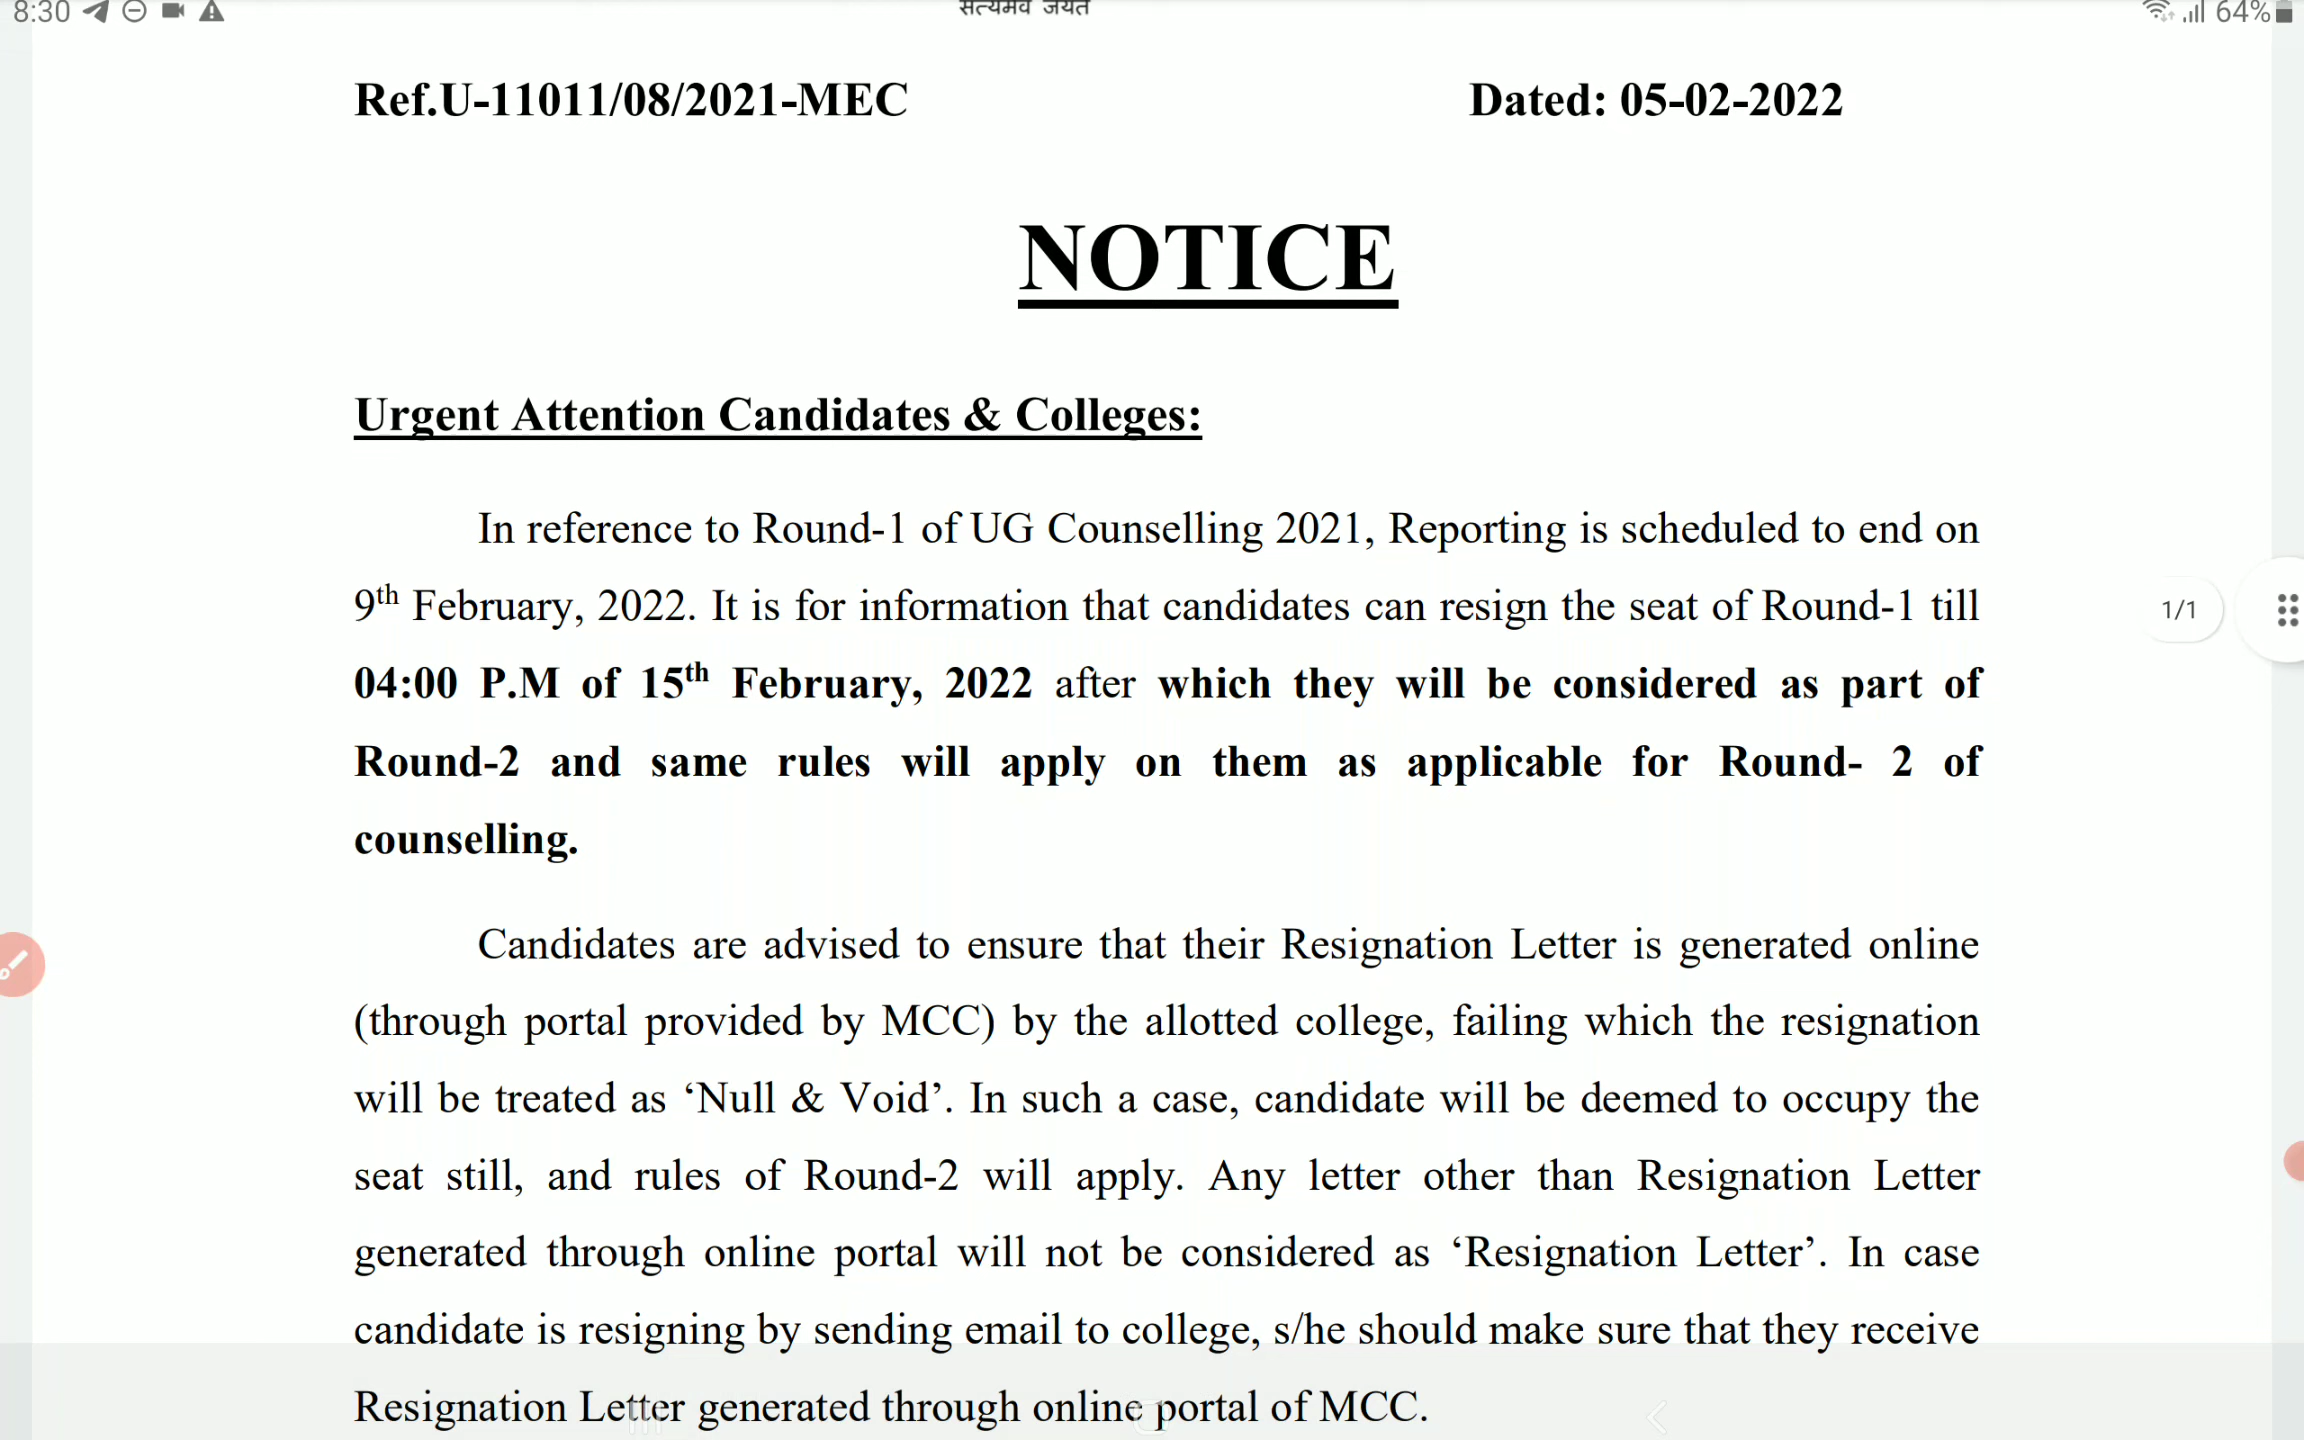 8:30
सत्यमेव जयते
64%
Ref.U-11011/08/2021-MEC Dated: 05-02-2022
NOTICE
Urgent Attention Candidates & Colleges:
In reference to Round-1 of UG Counselling 2021, Reporting is scheduled to end on
9th February, 2022. It is for information that candidates can resign the seat of Round-1 till
04:00 P.M of 15th February, 2022 after which they will be considered as part of
Round-2 and same rules will apply on them as applicable for Round- 2 of
counselling.
1/1
Candidates are advised to ensure that their Resignation Letter is generated online
(through portal provided by MCC) by the allotted college, failing which the resignation
will be treated as ‘Null & Void’. In such a case, candidate will be deemed to occupy the
seat still, and rules of Round-2 will apply. Any letter other than Resignation Letter
generated through online portal will not be considered as ‘Resignation Letter’. In case
candidate is resigning by sending email to college, s/he should make sure that they receive
Resignation Letter generated through online portal of MCC.